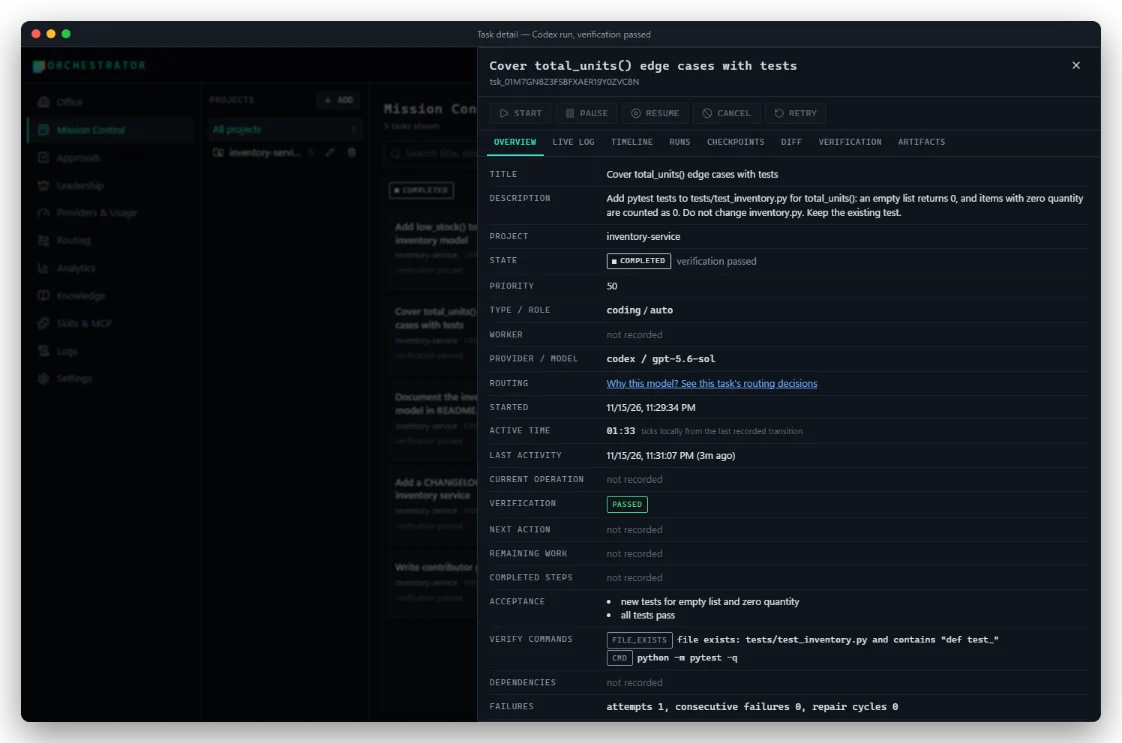 Task detail — Codex run, verification passed
ORCHESTRATOR
Office
Mission Control
Approvals
Leadership
Providers & Usage
Routing
Analytics
Knowledge
Skills & MCP
Logs
Settings
PROJECTS
+ ADD
All projects
inventory-servi... 5
Mission Con
5 tasks shown
Search title, des
COMPLETED
Add low_stock() to
inventory model
inventory-service
verification passed
Cover total_units()
cases with tests
inventory-service
verification passed
Document the inve
model in README.
inventory-service
verification passed
Add a CHANGELO
inventory service
inventory-service
verification passed
Write contributor
inventory-service
verification passed
Cover total_units() edge cases with tests
tsk_01M7GN8Z3FSBFXAER19Y0ZVC8N
START PAUSE RESUME CANCEL RETRY
OVERVIEW LIVE LOG TIMELINE RUNS CHECKPOINTS DIFF VERIFICATION ARTIFACTS
TITLE Cover total_units() edge cases with tests
DESCRIPTION Add pytest tests to tests/test_inventory.py for total_units(): an empty list returns 0, and items with zero quantity
are counted as 0. Do not change inventory.py. Keep the existing test.
PROJECT inventory-service
STATE COMPLETED verification passed
PRIORITY 50
TYPE / ROLE coding / auto
WORKER not recorded
PROVIDER / MODEL codex / gpt-5.6-sol
ROUTING Why this model? See this task's routing decisions
STARTED 11/15/26, 11:29:34 PM
ACTIVE TIME 01:33 ticks locally from the last recorded transition
LAST ACTIVITY 11/15/26, 11:31:07 PM (3m ago)
CURRENT OPERATION not recorded
VERIFICATION PASSED
NEXT ACTION not recorded
REMAINING WORK not recorded
COMPLETED STEPS not recorded
ACCEPTANCE • new tests for empty list and zero quantity
• all tests pass
VERIFY COMMANDS FILE_EXISTS file exists: tests/test_inventory.py and contains "def test_"
CMD python -m pytest -q
DEPENDENCIES not recorded
FAILURES attempts 1, consecutive failures 0, repair cycles 0